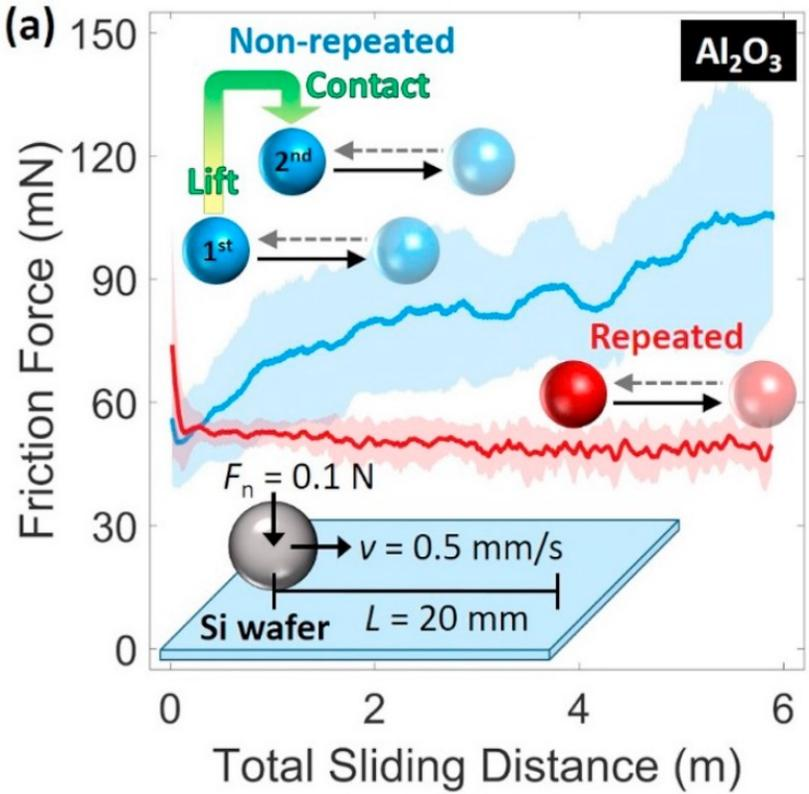 (a)
150
120
90
60
30
0
Friction Force (mN)
Non-repeated
Al₂O₃
Contact
2nd
Lift
1st
Repeated
Fn = 0.1 N
v = 0.5 mm/s
L = 20 mm
Si wafer
0 2 4 6
Total Sliding Distance (m)